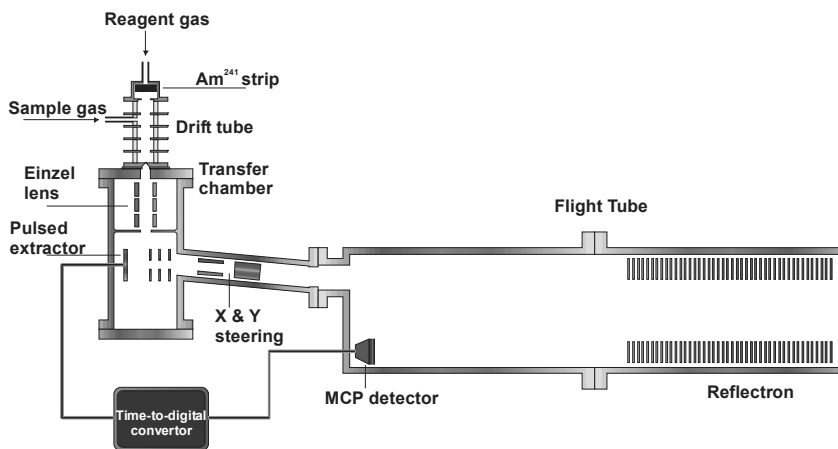 Reagent gas
Am²⁴¹ strip
Sample gas
Drift tube
Einzel
lens
Transfer
chamber
Pulsed
extractor
Flight Tube
X & Y
steering
MCP detector
Reflectron
Time-to-digital
convertor